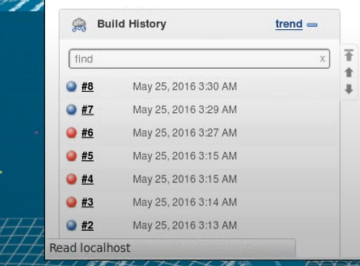 Build History trend
find x
#8 May 25, 2016 3:30 AM
#7 May 25, 2016 3:29 AM
#6 May 25, 2016 3:27 AM
#5 May 25, 2016 3:15 AM
#4 May 25, 2016 3:15 AM
#3 May 25, 2016 3:14 AM
#2 May 25, 2016 3:13 AM
Read localhost